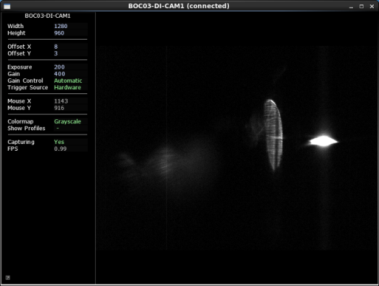 BOC03-DI-CAM1 (connected)
BOC03-DI-CAM1
Width 1280
Height 960
Offset X 8
Offset Y 3
Exposure 200
Gain 400
Gain Control Automatic
Trigger Source Hardware
Mouse X 1143
Mouse Y 916
Colormap Grayscale
Show Profiles -
Capturing Yes
FPS 0.99